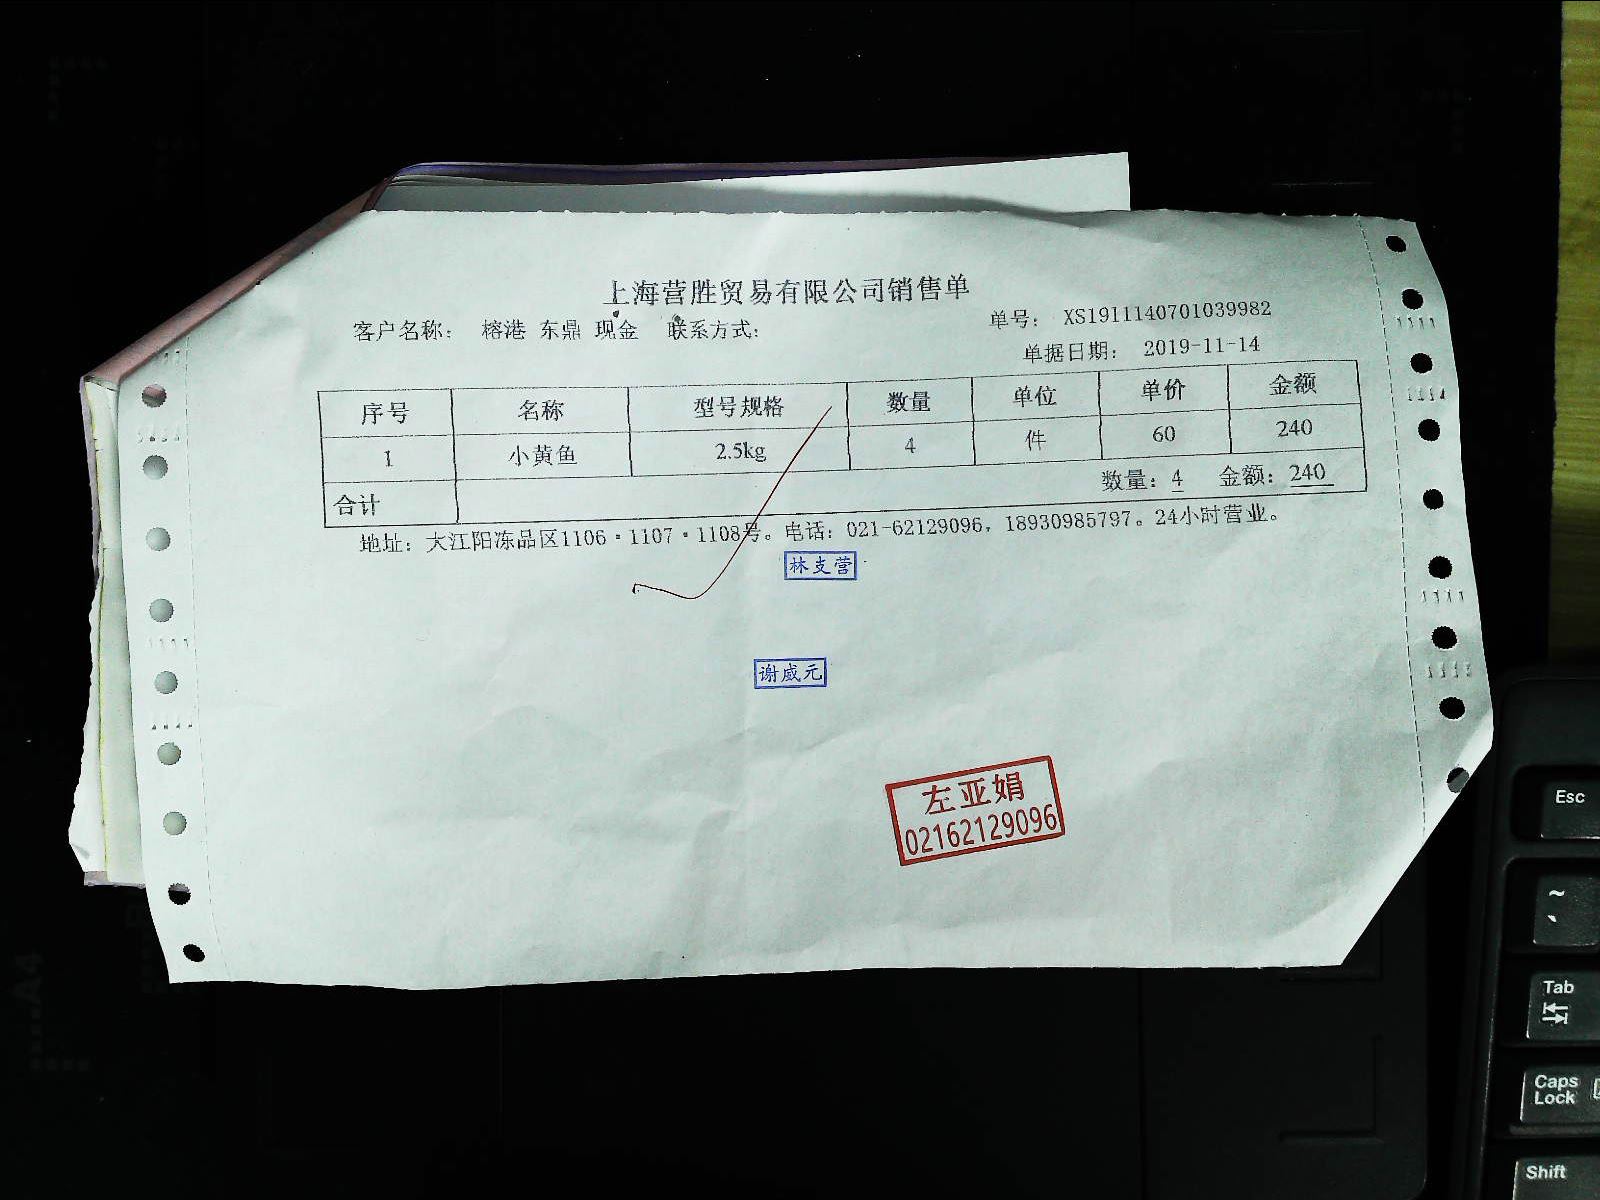 上海营胜贸易有限公司销售单
客户名称： 榕港 东鼎 现金 联系方式： 单号： XS1911140701039982
单据日期： 2019-11-14
序号 名称 型号规格 数量 单位 单价 金额
1 小黄鱼 2.5kg 4 件 60 240
合计 数量：4 金额：240
地址：大江阳冻品区1106·1107·1108号。电话：021-62129096，18930985797。24小时营业。
林支营
谢威元
左亚娟
02162129096
Esc
~
Tab
Caps
Lock
Shift